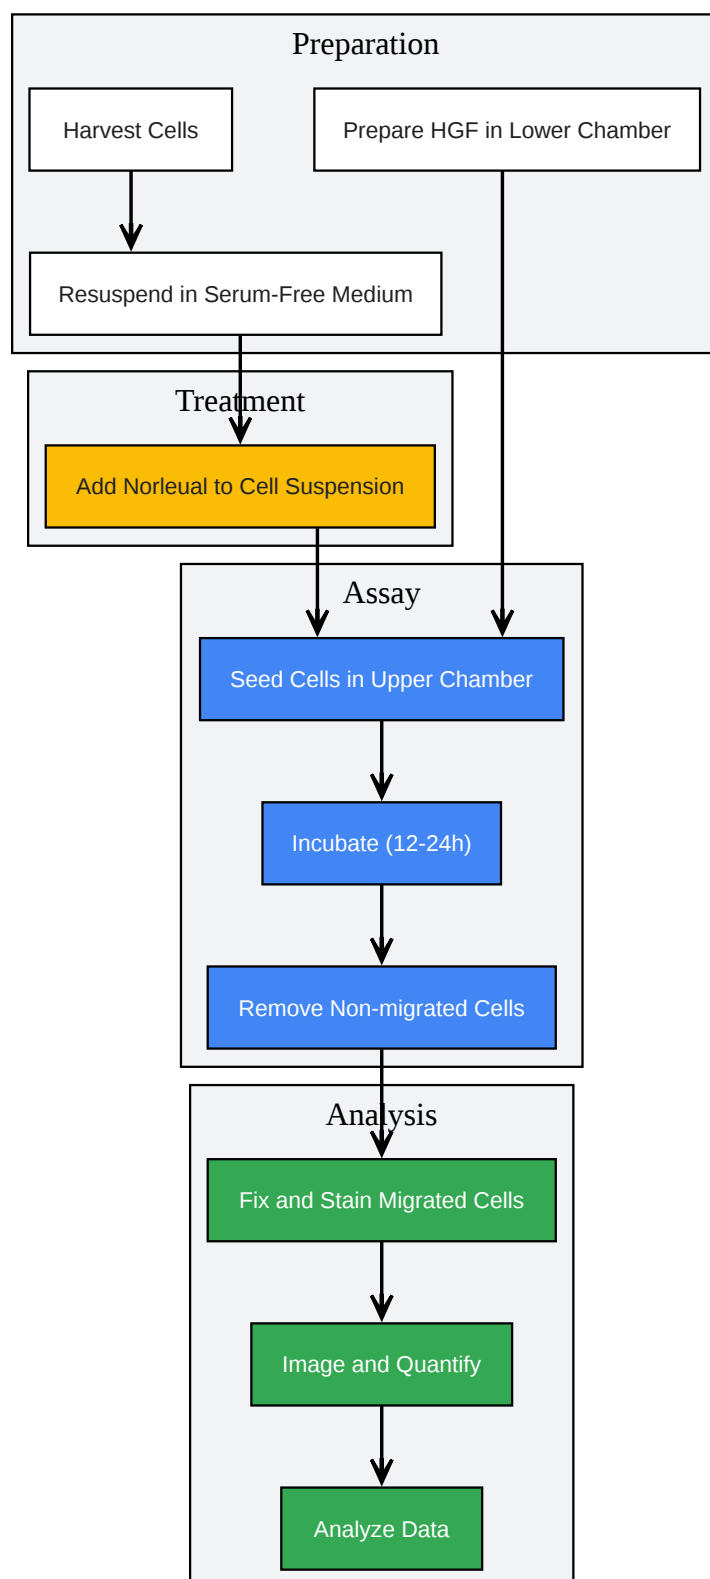 Preparation
Harvest Cells
Prepare HGF in Lower Chamber
Resuspend in Serum-Free Medium
Treatment
Add Norleual to Cell Suspension
Assay
Seed Cells in Upper Chamber
Incubate (12-24h)
Remove Non-migrated Cells
Analysis
Fix and Stain Migrated Cells
Image and Quantify
Analyze Data